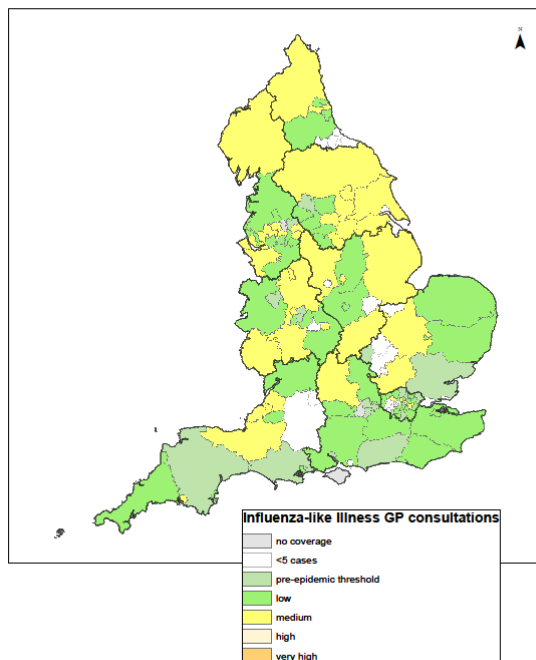 N
Influenza-like Illness GP consultations
no coverage
<5 cases
pre-epidemic threshold
low
medium
high
very high